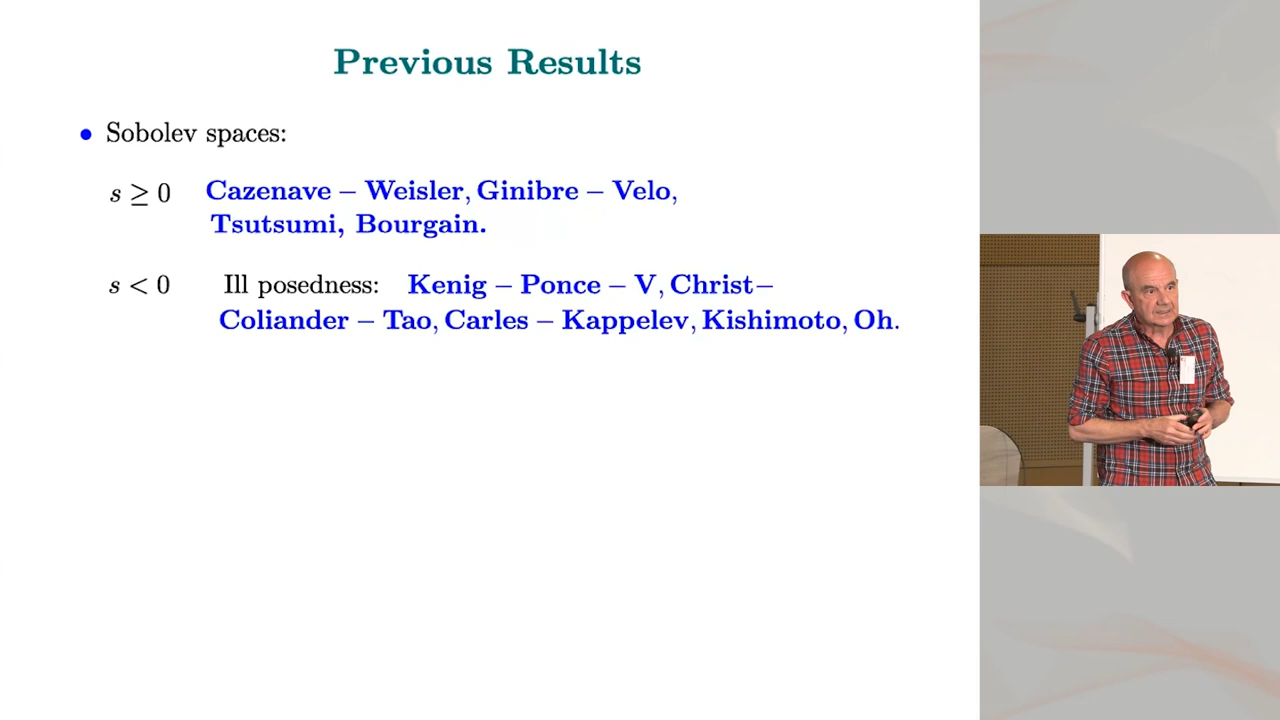 Previous Results
• Sobolev spaces:
s ≥ 0 Cazenave – Weisler, Ginibre – Velo,
Tsutsumi, Bourgain.
s < 0 Ill posedness: Kenig – Ponce – V, Christ–
Coliander – Tao, Carles – Kappelev, Kishimoto, Oh.